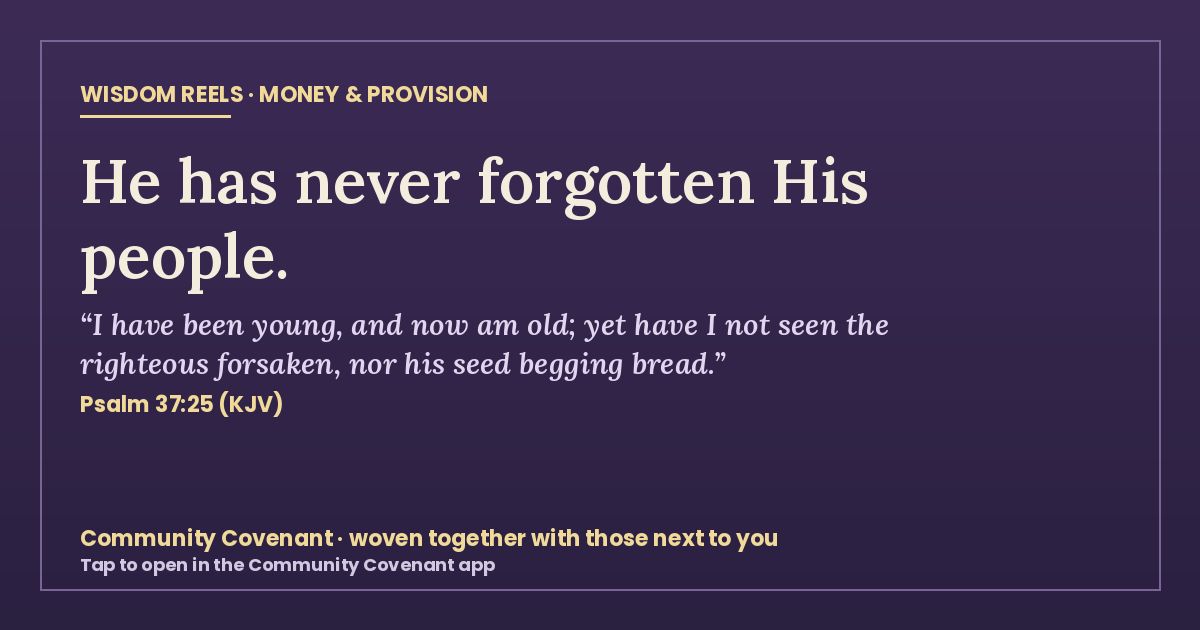 WISDOM REELS · MONEY & PROVISION
He has never forgotten His
people.
“I have been young, and now am old; yet have I not seen the
righteous forsaken, nor his seed begging bread.”
Psalm 37:25 (KJV)
Community Covenant · woven together with those next to you
Tap to open in the Community Covenant app